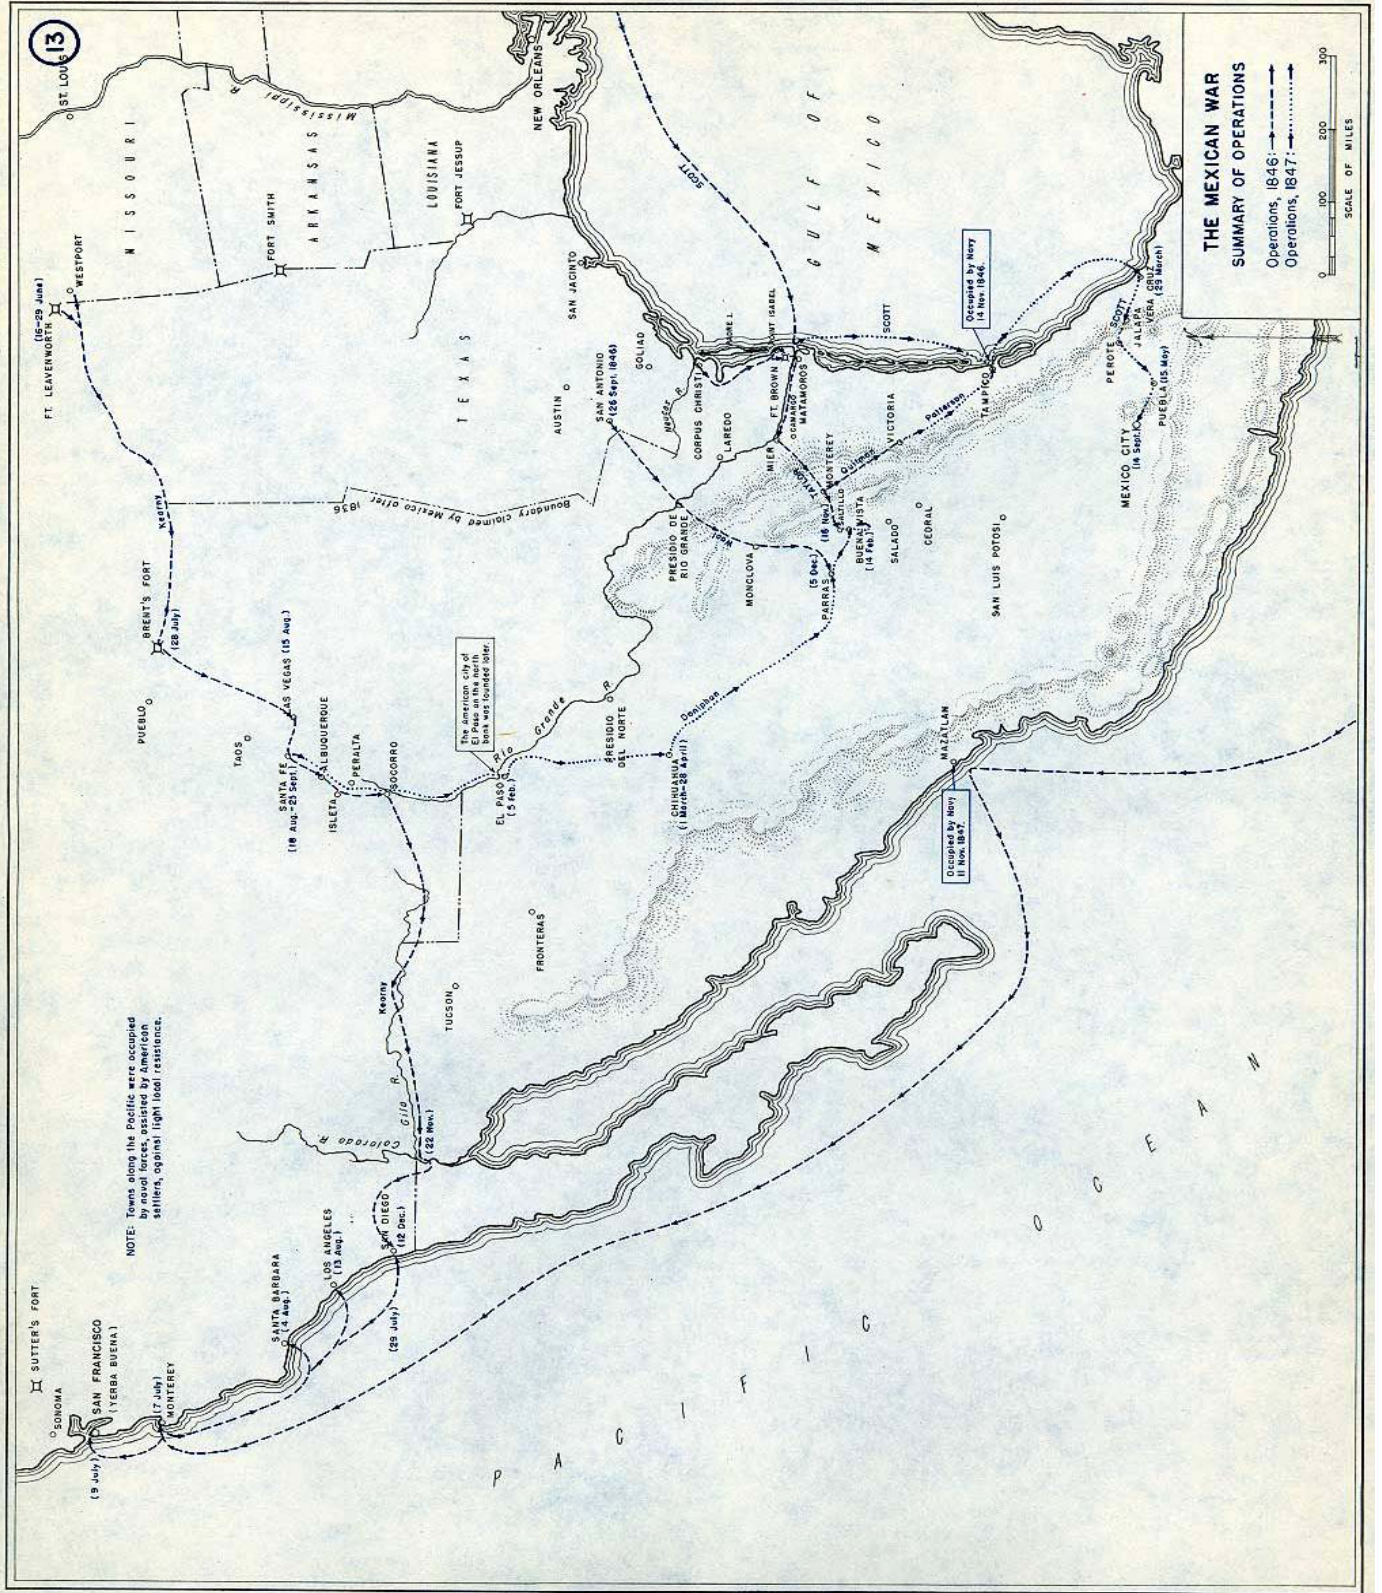 13
THE MEXICAN WAR
SUMMARY OF OPERATIONS
Operations, 1846:
Operations, 1847:
0 100 200 300
SCALE OF MILES
NOTE: Towns along the Pacific were occupied
by naval forces, assisted by American
settlers, against light local resistance.
SUTTER'S FORT
SONOMA
SAN FRANCISCO
(YERBA BUENA)
(9 July)
(7 July)
MONTEREY
SANTA BARBARA
(4 Aug.)
LOS ANGELES
(13 Aug.)
SAN DIEGO
(12 Dec.)
(29 July)
(22 Nov.)
Colorado R.
Gila R.
Kearny
TUCSON
FRONTERAS
PUEBLO
TAOS
SANTA FE
(18 Aug.-25 Sept.)
LAS VEGAS (15 Aug.)
ALBUQUERQUE
ISLETA
PERALTA
SOCORRO
EL PASO
(5 Feb.)
The American city of
El Paso on the north
bank was founded later.
Rio Grande R.
PRESIDIO
DEL NORTE
CHIHUAHUA
(1 March-28 April)
Doniphan
BRENT'S FORT
(28 July)
Kearny
FT. LEAVENWORTH
(16-29 June)
WESTPORT
ST. LOUIS
MISSOURI
Mississippi R
FORT SMITH
ARKANSAS
LOUISIANA
FORT JESSUP
NEW ORLEANS
TEXAS
Boundary claimed by Mexico after
1836
AUSTIN
SAN ANTONIO
(26 Sept. 1846)
SAN JACINTO
GOLIAD
Nueces R.
CORPUS CHRISTI
LAREDO
PADRE I.
POINT ISABEL
FT. BROWN
MATAMOROS
CAMARGO
MIER
PRESIDIO DE
RIO GRANDE
Wool
MONCLOVA
TAYLOR
MONTEREY
(16 Nov.)
SALTILLO
BUENA VISTA
(14 Feb.)
(5 Dec.)
PARRAS
Quitman
VICTORIA
Patterson
SALADO
CEDRAL
SAN LUIS POTOSI
TAMPICO
Occupied by Navy
14 Nov. 1846.
SCOTT
SCOTT
GULF OF
MEXICO
SCOTT
VERA CRUZ
(29 March)
JALAPA
PEROTE
PUEBLA (15 May)
MEXICO CITY
(14 Sept.)
MAZATLAN
Occupied by Navy
11 Nov. 1847.
PACIFIC OCEAN